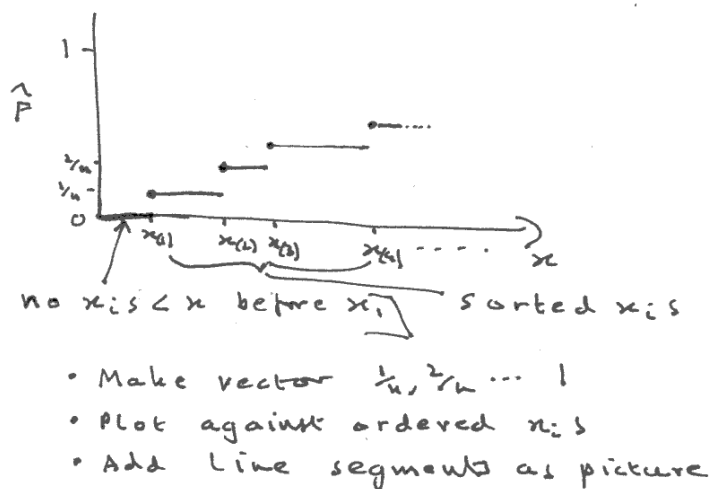 1
F̂
2/n
1/n
0
x(1) x(2) x(3) x(4) .....
x
no xis < x before x1 sorted xis
• Make vector 1/n, 2/n ... 1
• Plot against ordered xis
• Add line segments as picture